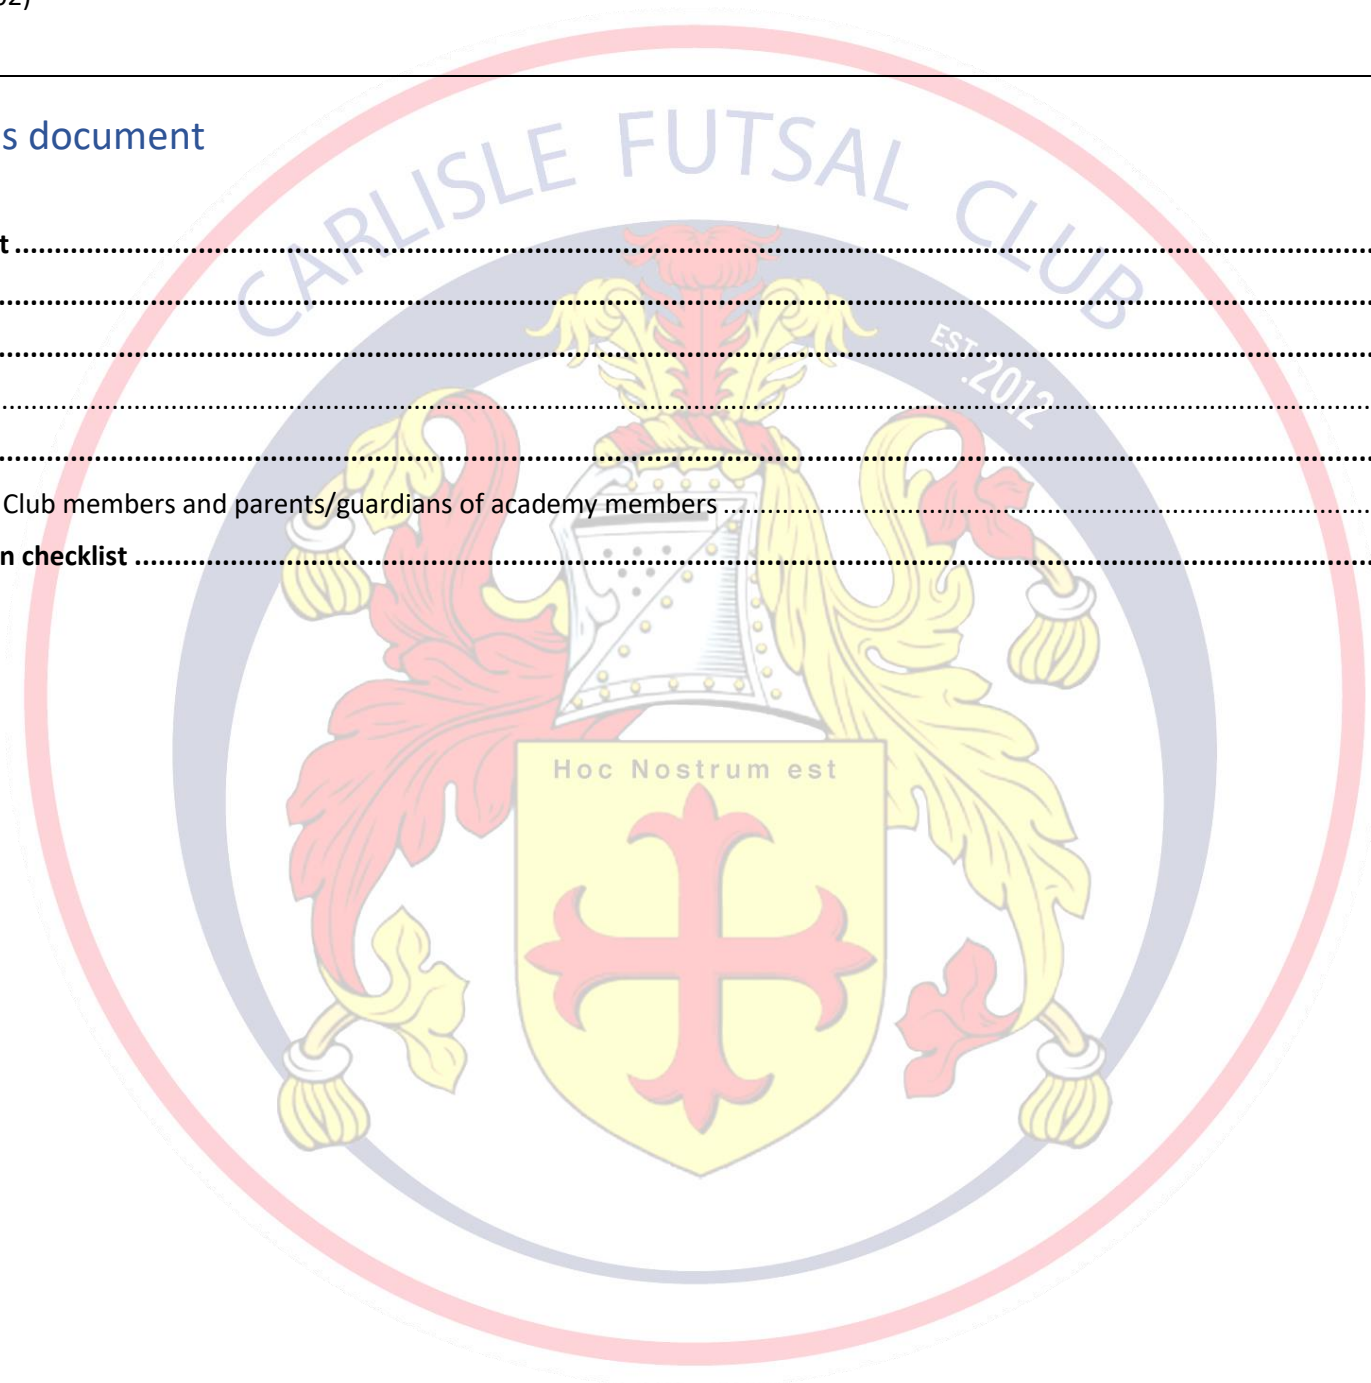 s document
CARLISLE FUTSAL CLUB
EST. 2012
Club members and parents/guardians of academy members
n checklist
Hoc Nostrum est